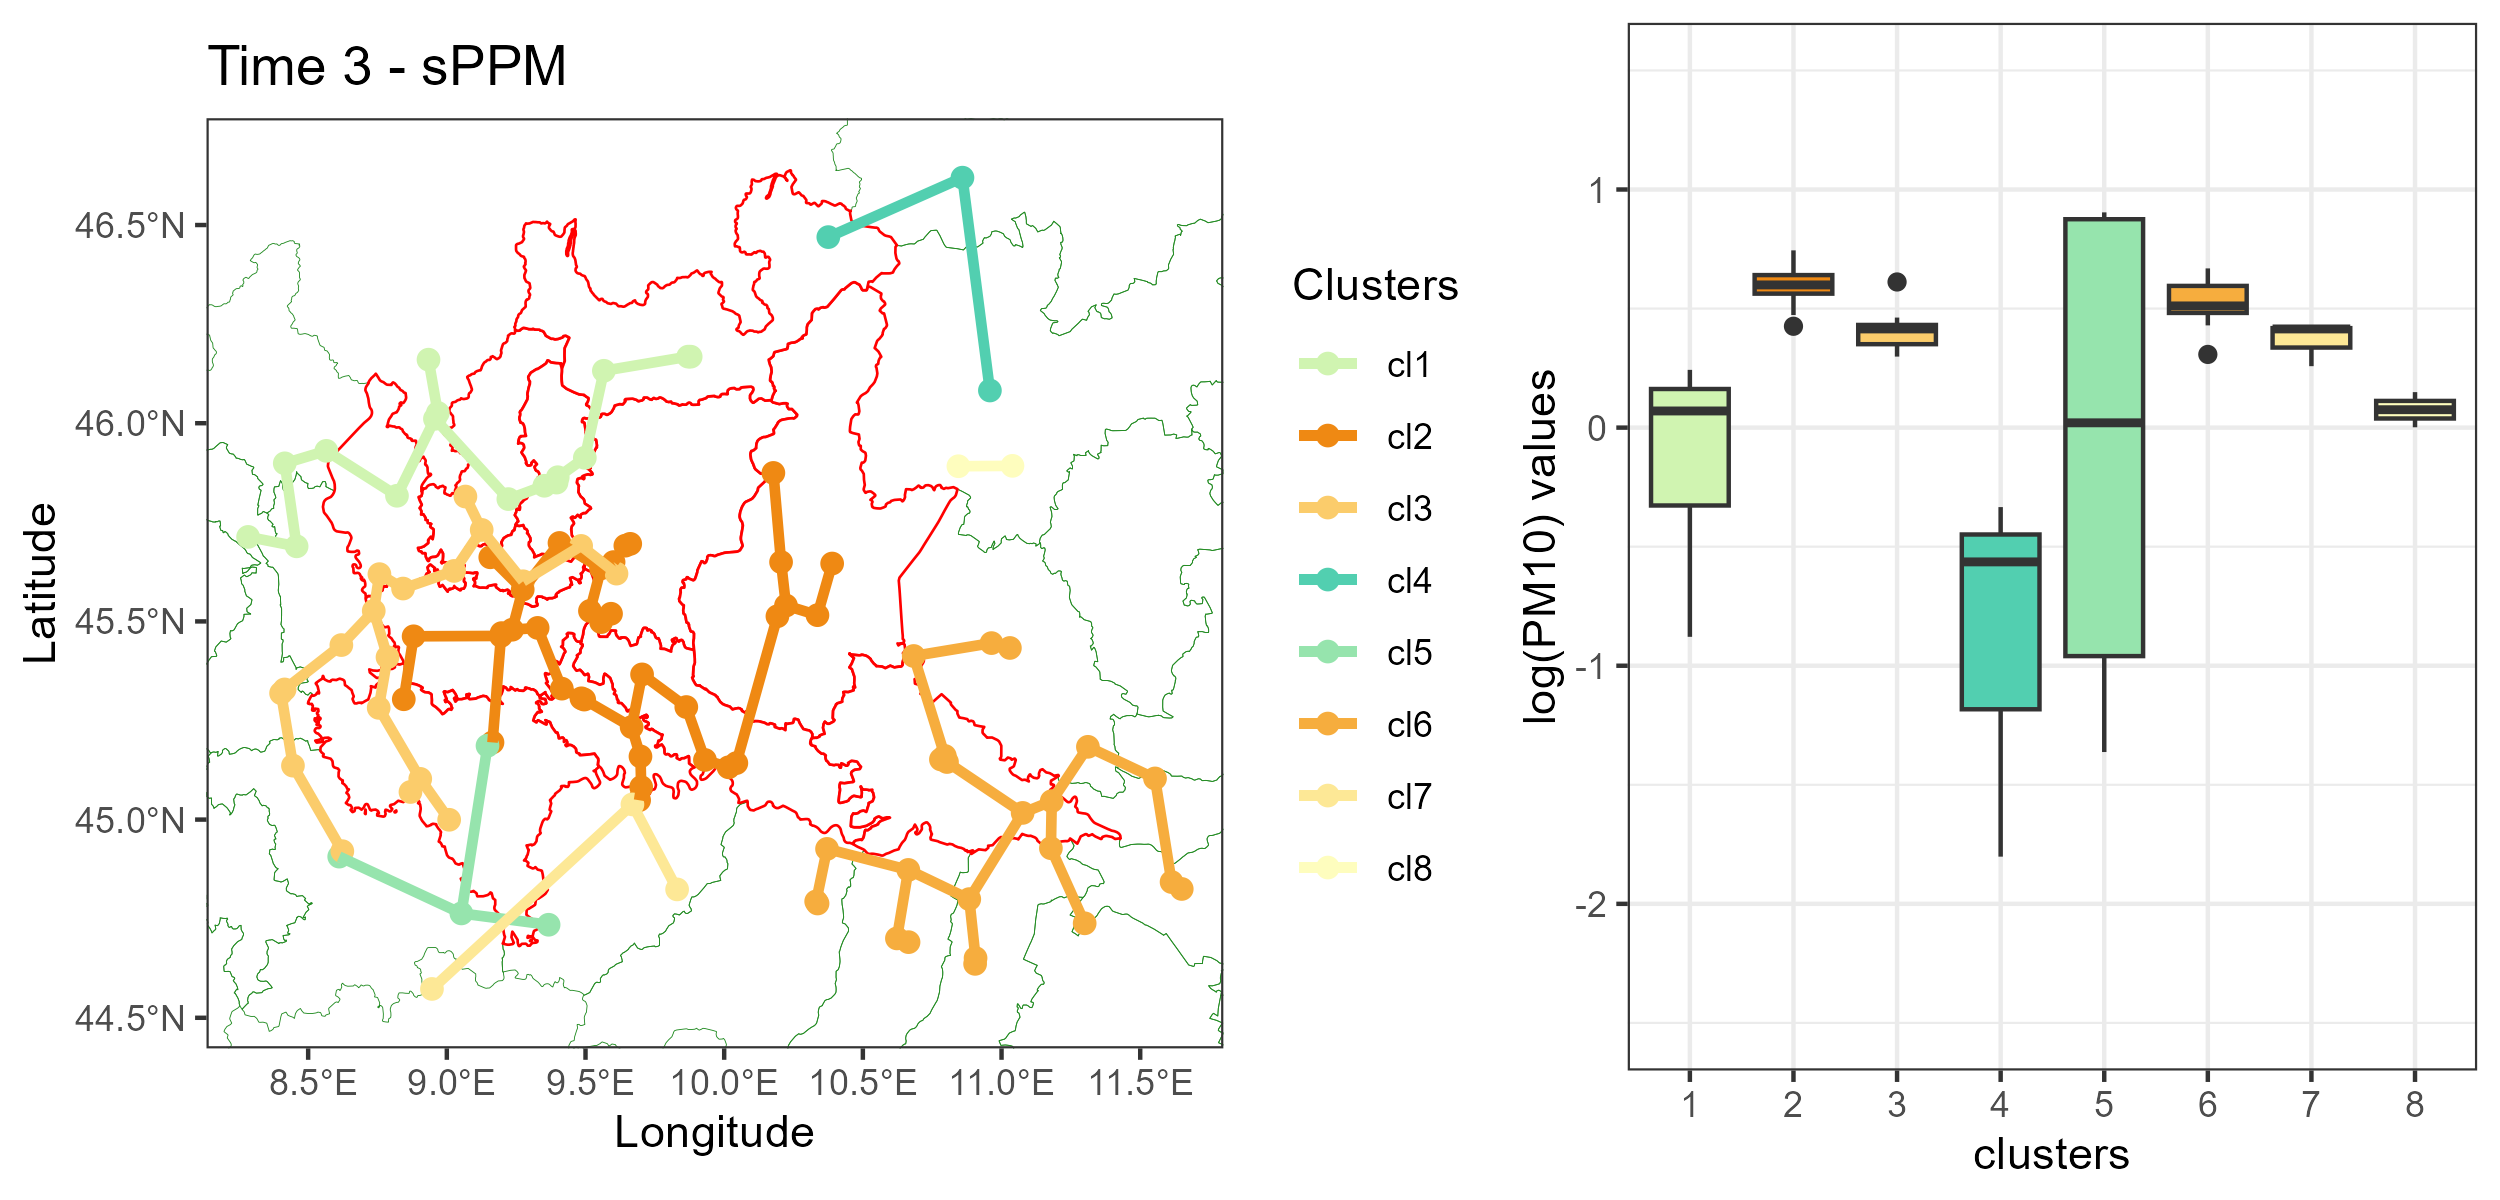 Time 3 - sPPM
46.5°N
46.0°N
45.5°N
45.0°N
44.5°N
Latitude
8.5°E
9.0°E
9.5°E
10.0°E
10.5°E
11.0°E
11.5°E
Longitude
Clusters
cl1
cl2
cl3
cl4
cl5
cl6
cl7
cl8
log(PM10) values
1
0
-1
-2
1
2
3
4
5
6
7
8
clusters